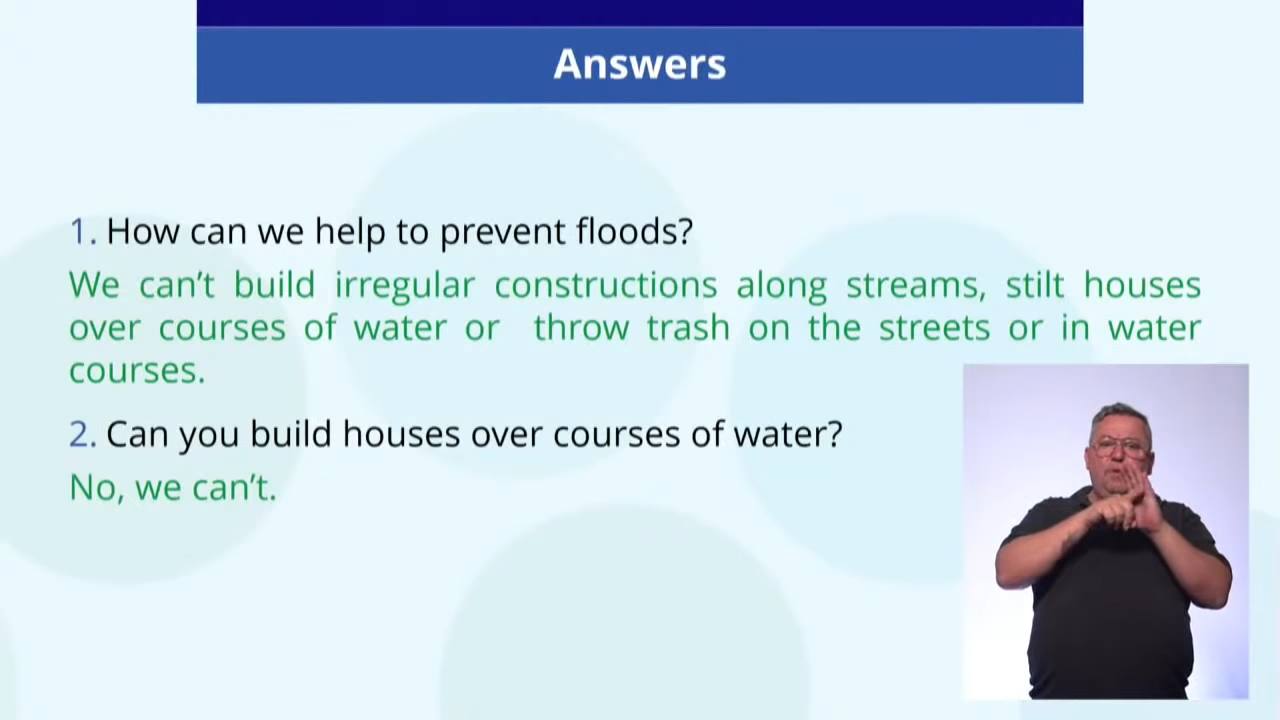 Answers
1. How can we help to prevent floods?
We can't build irregular constructions along streams, stilt houses
over courses of water or throw trash on the streets or in water
courses.
2. Can you build houses over courses of water?
No, we can't.